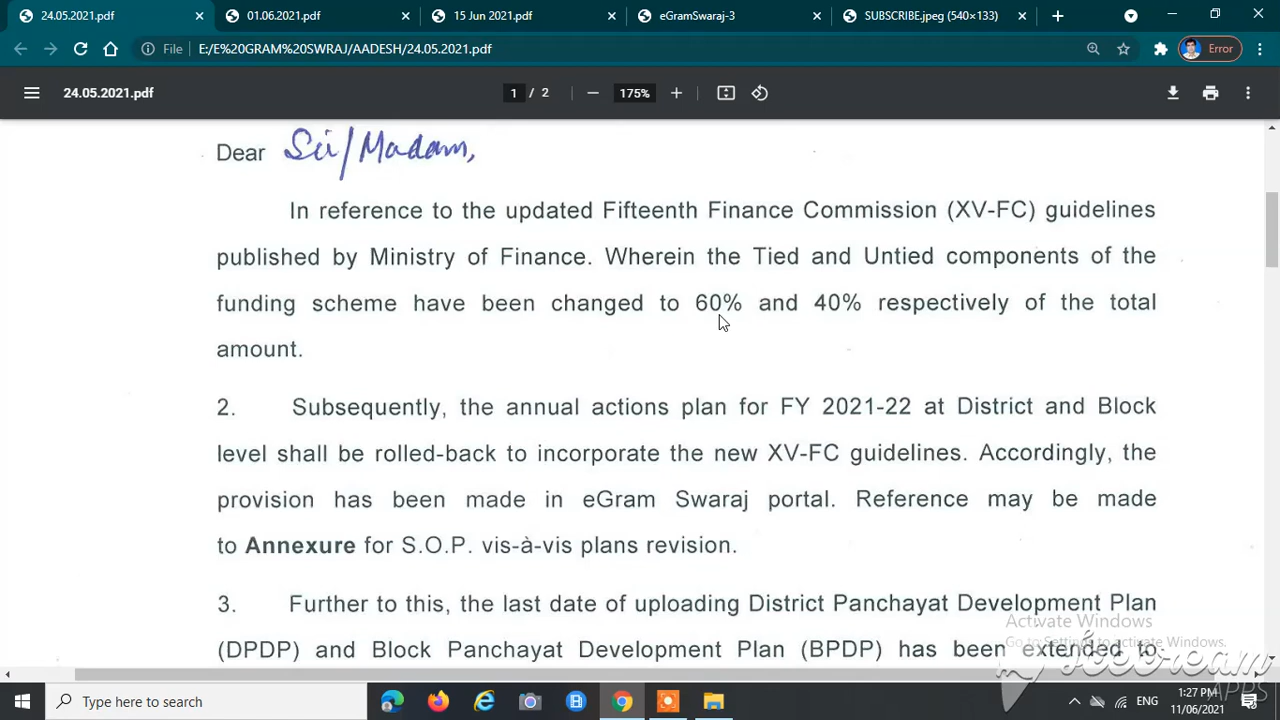 24.05.2021.pdf
01.06.2021.pdf
15 Jun 2021.pdf
eGramSwaraj-3
SUBSCRIBE.jpeg (540×133)
File
E:/E%20GRAM%20SWRAJ/AADESH/24.05.2021.pdf
Error
24.05.2021.pdf
1 / 2
175%
Dear Sir/Madam,
In reference to the updated Fifteenth Finance Commission (XV-FC) guidelines
published by Ministry of Finance. Wherein the Tied and Untied components of the
funding scheme have been changed to 60% and 40% respectively of the total
amount.
2. Subsequently, the annual actions plan for FY 2021-22 at District and Block
level shall be rolled-back to incorporate the new XV-FC guidelines. Accordingly, the
provision has been made in eGram Swaraj portal. Reference may be made
to Annexure for S.O.P. vis-à-vis plans revision.
3. Further to this, the last date of uploading District Panchayat Development Plan
(DPDP) and Block Panchayat Development Plan (BPDP) has been extended to
Activate Windows
Go to Settings to activate Windows.
Icecream
APPS
Type here to search
ENG
1:27 PM
11/06/2021